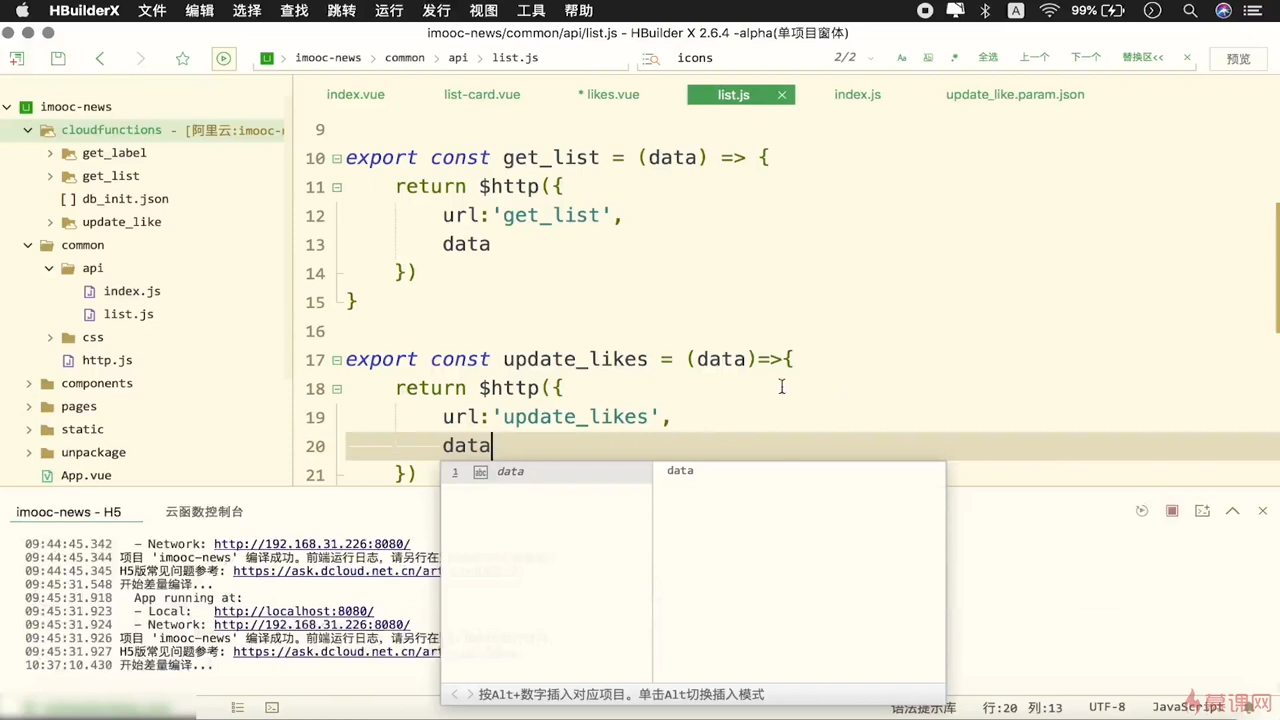 HBuilderX 文件 编辑 选择 查找 跳转 运行 发行 视图 工具 帮助 99%
imooc-news/common/api/list.js - HBuilder X 2.6.4 -alpha(单项目窗体)
imooc-news common api list.js icons 2/2 Aa .* 全选 上一个 下一个 替换区<< 预览
imooc-news
cloudfunctions - [阿里云:imooc-
get_label
get_list
[ ] db_init.json
update_like
common
api
index.js
list.js
css
http.js
components
pages
static
unpackage
App.vue
index.vue list-card.vue * likes.vue list.js index.js update_like.param.json
9
10 export const get_list = (data) => {
11 return $http({
12 url:'get_list',
13 data
14 })
15 }
16
17 export const update_likes = (data)=>{
18 return $http({
19 url:'update_likes',
20 data
21 })
1 abc data data
按Alt+数字插入对应项目。单击Alt切换插入模式
imooc-news - H5 云函数控制台
09:44:45.342 - Network: http://192.168.31.226:8080/
09:44:45.344 项目 'imooc-news' 编译成功。前端运行日志，请另行在
09:44:45.345 H5版常见问题参考: https://ask.dcloud.net.cn/art
09:45:31.548 开始差量编译...
09:45:31.918 App running at:
09:45:31.923 - Local: http://localhost:8080/
09:45:31.924 - Network: http://192.168.31.226:8080/
09:45:31.926 项目 'imooc-news' 编译成功。前端运行日志，请另行在
09:45:31.927 H5版常见问题参考: https://ask.dcloud.net.cn/art
10:37:10.430 开始差量编译...
语法提示库 行:20 列:13 UTF-8 JavaScript
慕课网